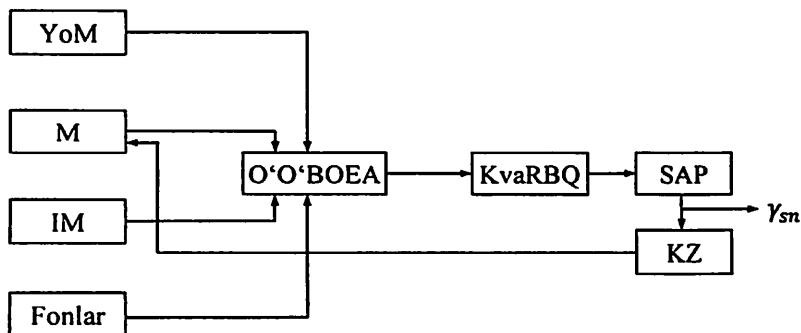 YoM
M
O‘O‘BOEA
KvaRBQ
SAP
γₛₙ
IM
KZ
Fonlar